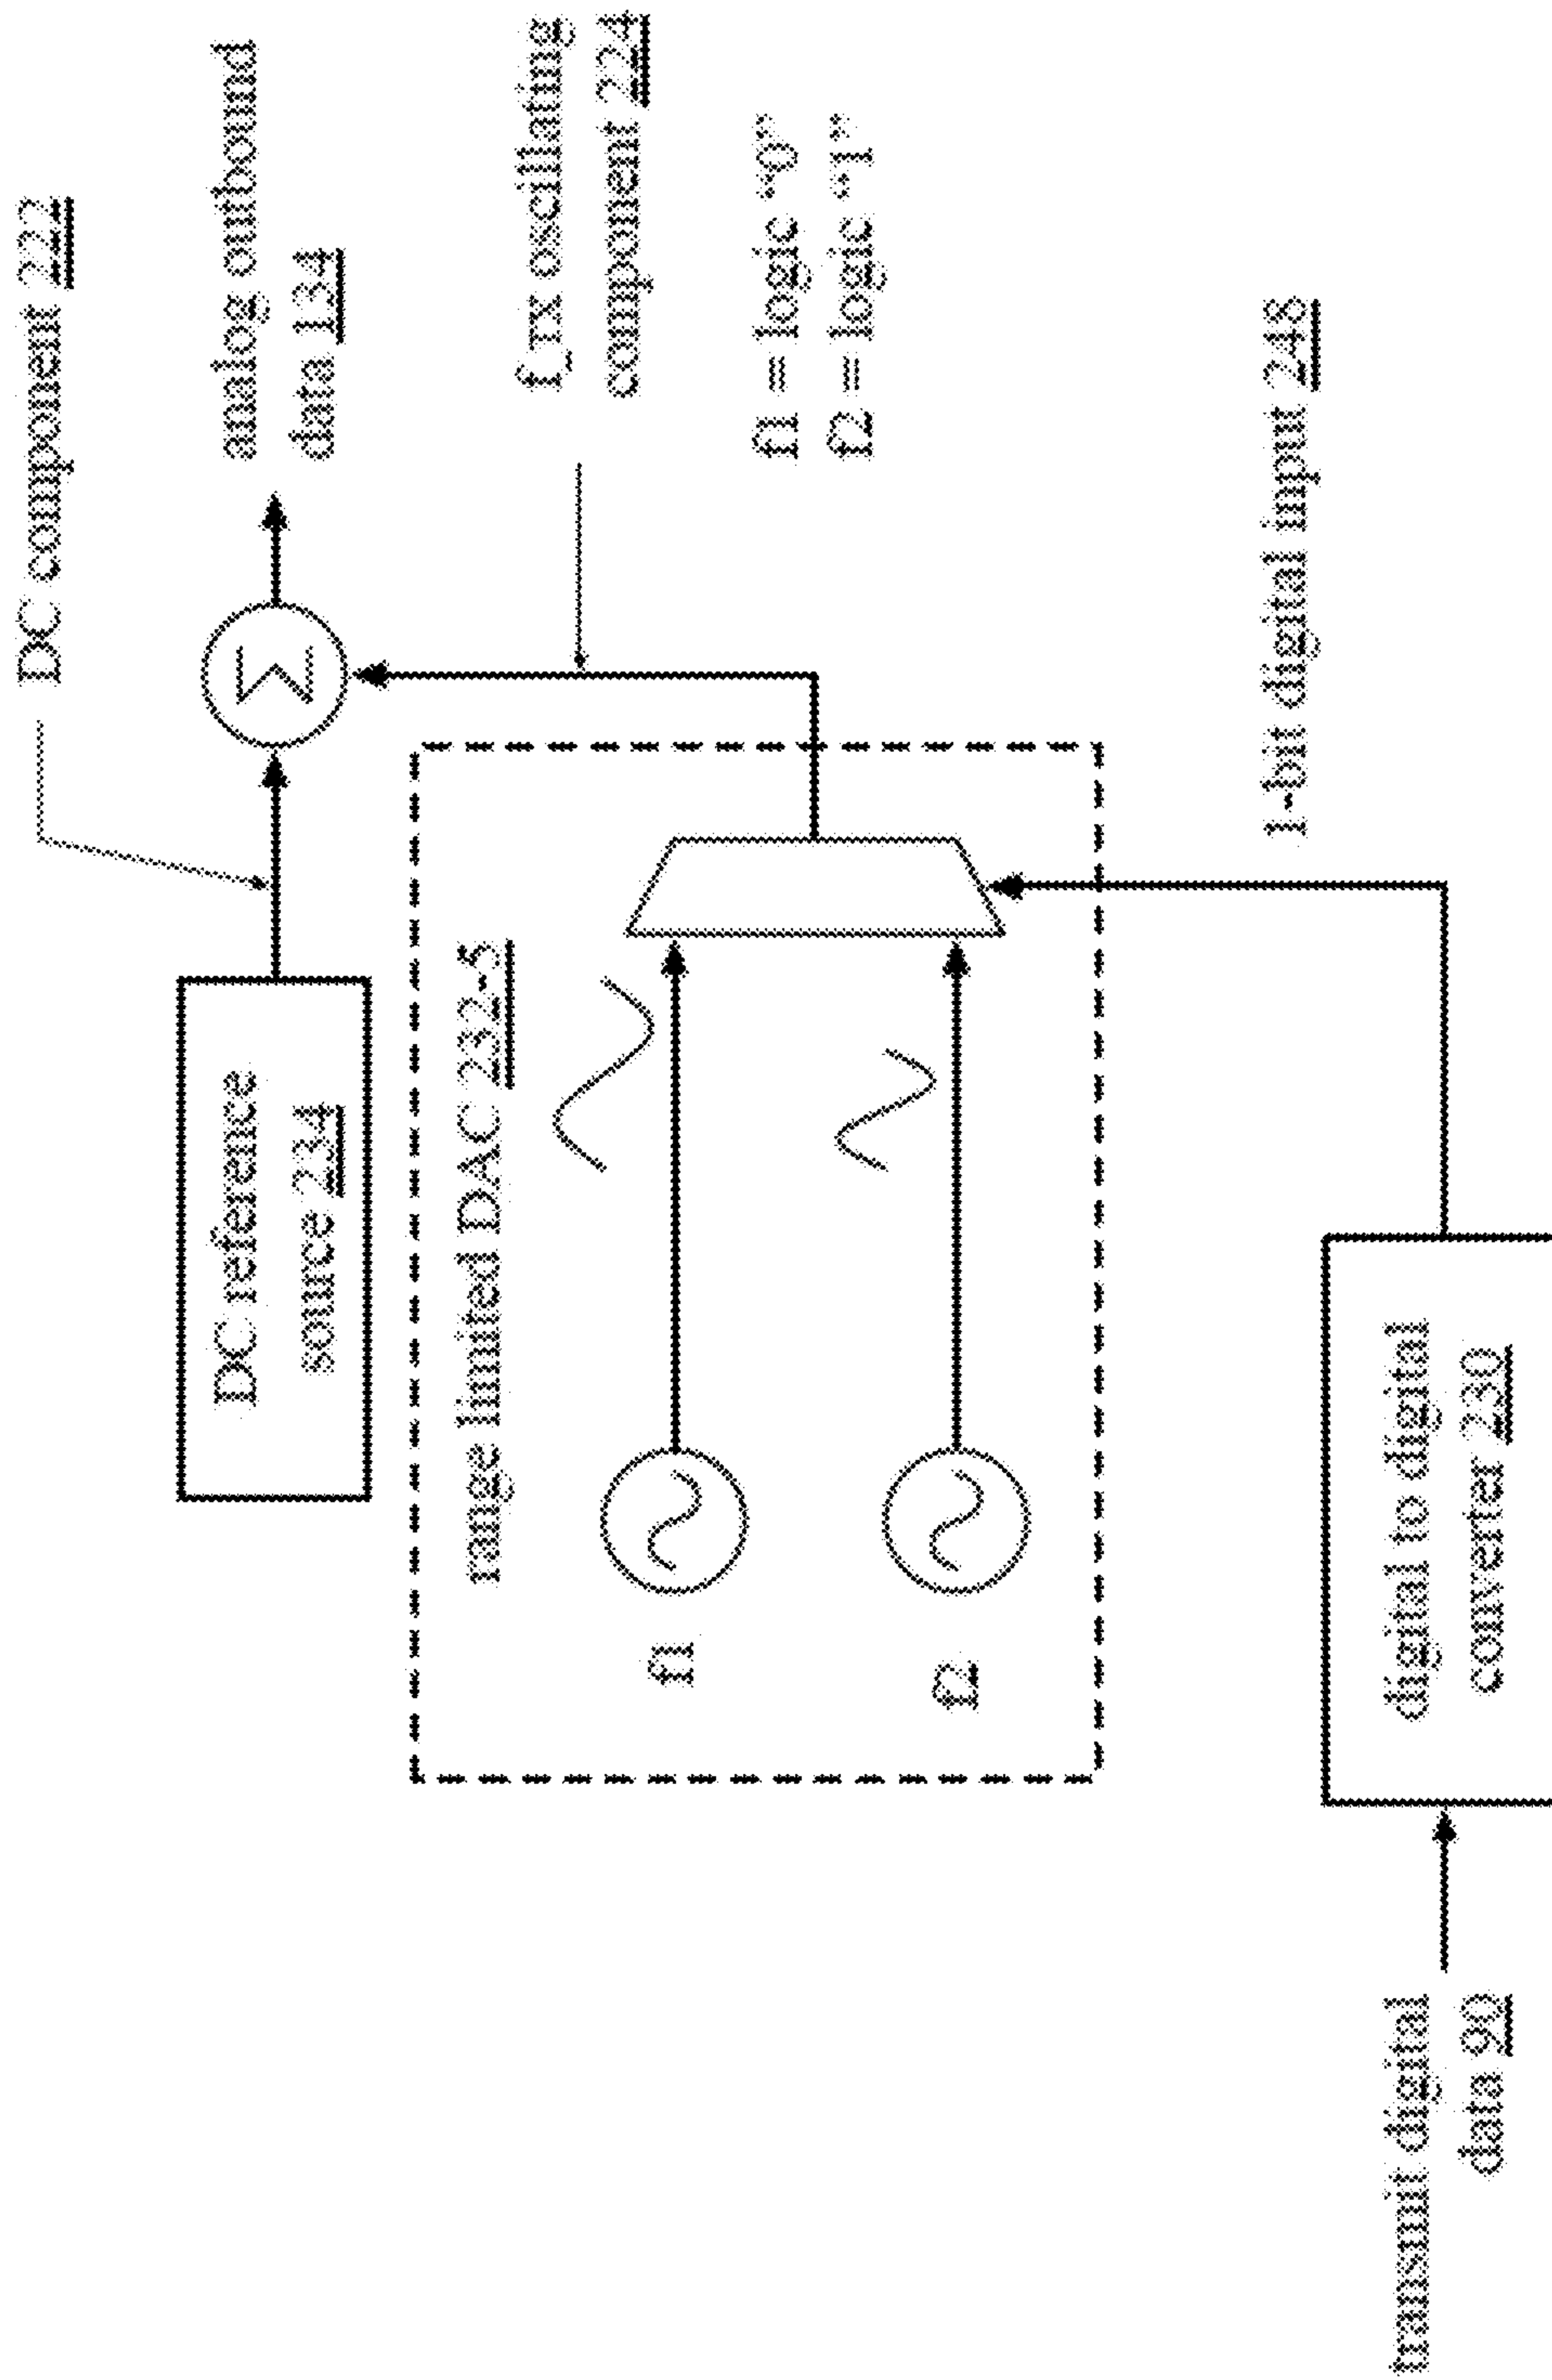 DC component 222
DC reference
source 234
analog outbound
data 134
range limited DAC 232-5
f_rx oscillating
component 224
f1
f1 = logic “0”
f2 = logic “1”
f2
1-bit digital input 248
transmit digital
data 90
digital to digital
converter 230